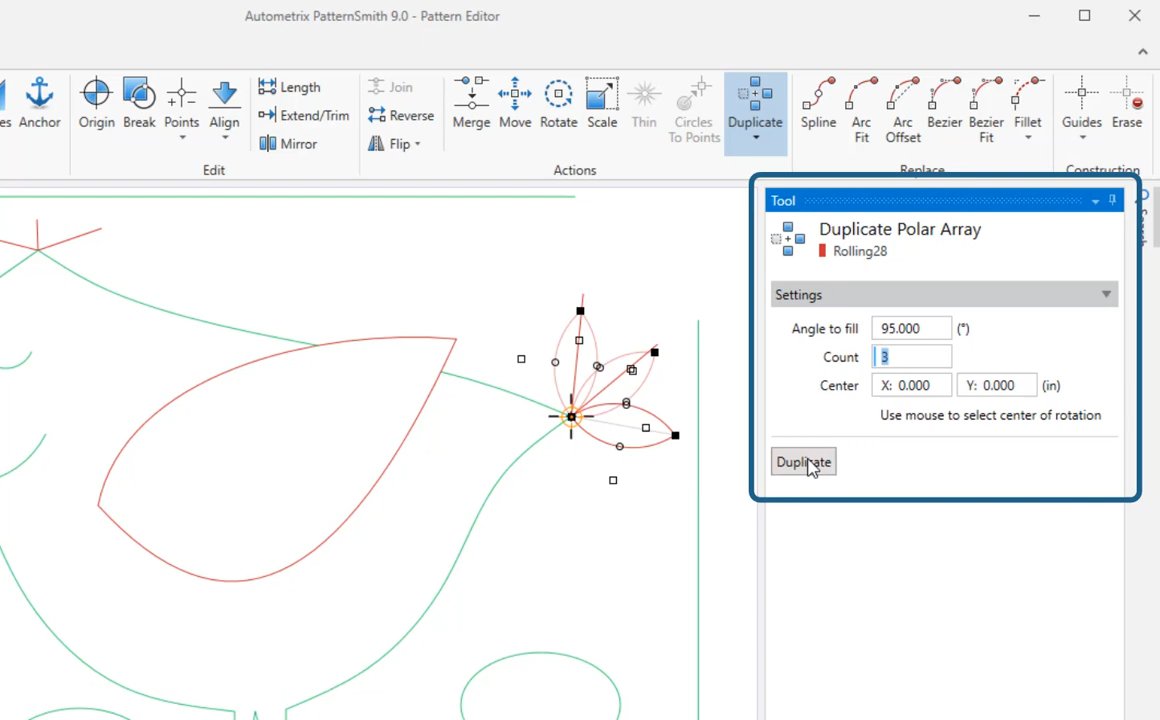 Autometrix PatternSmith 9.0 - Pattern Editor
es
Anchor
Origin
Break
Points
Align
Length
Extend/Trim
Mirror
Edit
Join
Reverse
Flip
Merge
Move
Rotate
Scale
Thin
Circles
To Points
Duplicate
Actions
Spline
Arc
Fit
Arc
Offset
Bezier
Bezier
Fit
Fillet
Replace
Guides
Erase
Construction
Tool
Duplicate Polar Array
Rolling28
Settings
Angle to fill 95.000 (°)
Count 3
Center X: 0.000 Y: 0.000 (in)
Use mouse to select center of rotation
Duplicate